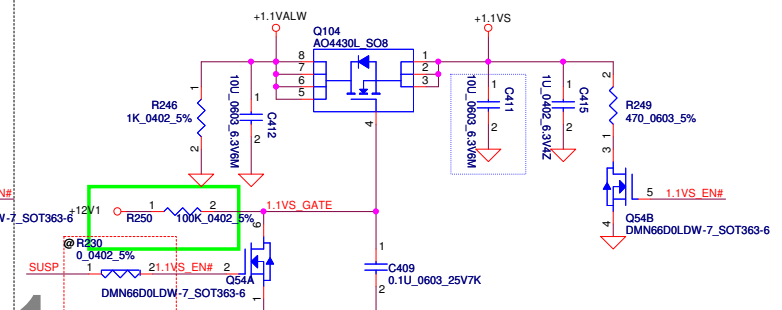 +1.1VALW
+1.1VS
Q104
AO4430L_SO8
8
7
6
5
1
2
3
4
1
R246
1K_0402_5%
2
10U_0603_6.3V6M
1
2
C412
10U_0603_6.3V6M
1
2
C411
1U_0402_6.3V4Z
1
2
C415
2
R249
470_0603_5%
1
3
5
1.1VS_EN#
4
Q54B
DMN66D0LDW-7_SOT363-6
N#
+12V1
1
2
R250
100K_0402_5%
1.1VS_GATE
W-7_SOT363-6
6
@
R230
0_0402_5%
SUSP
1
2
1.1VS_EN#
2
Q54A
DMN66D0LDW-7_SOT363-6
1
1
C409
0.1U_0603_25V7K
2